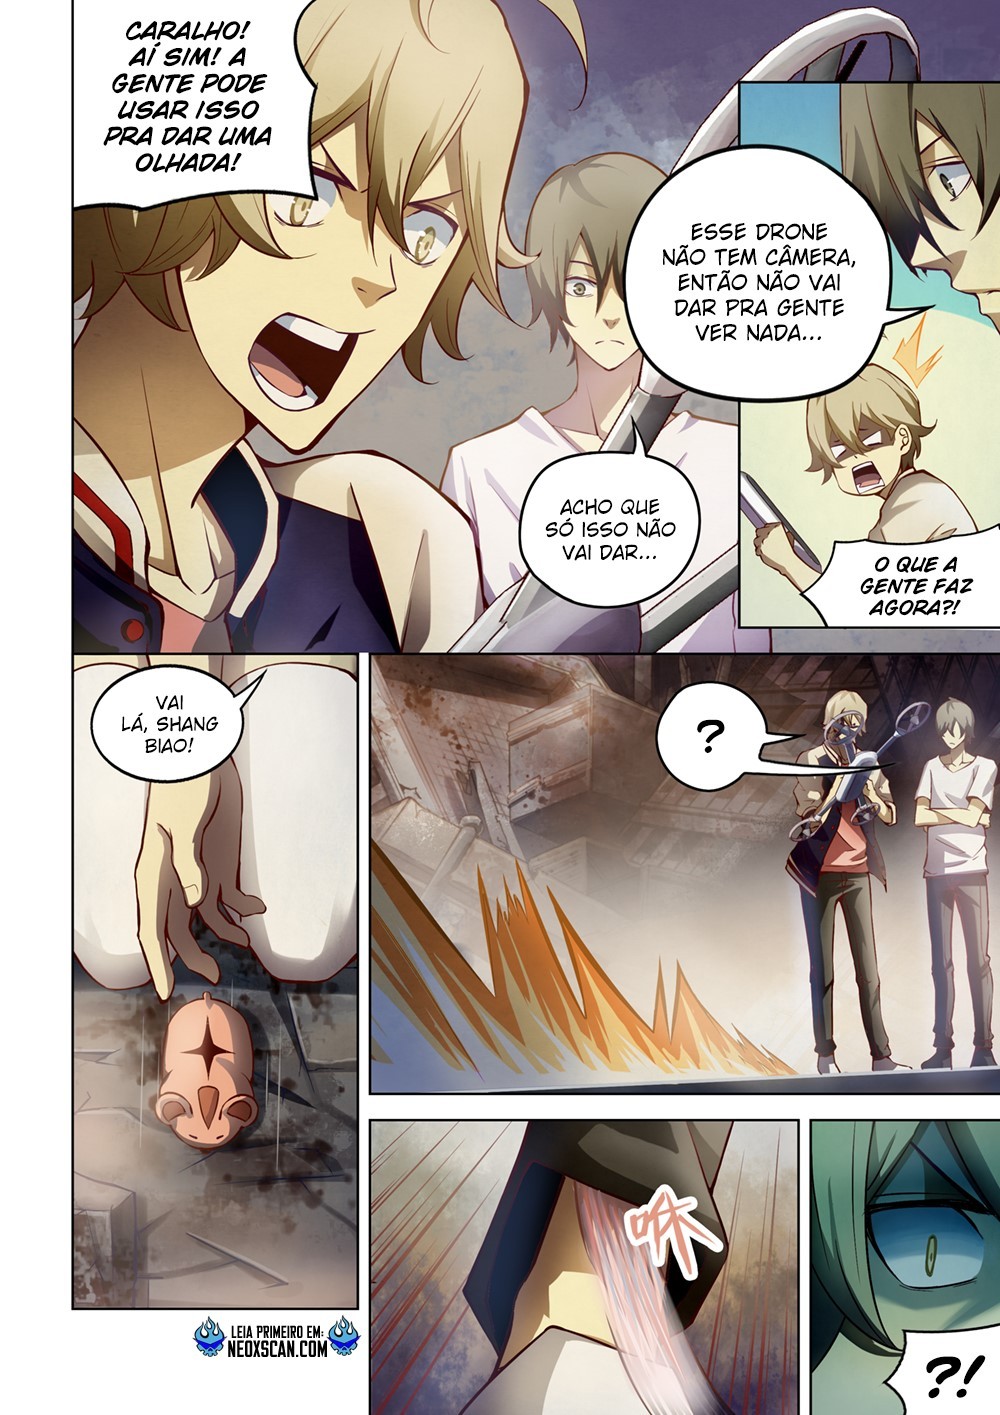 CARALHO!
AÍ SIM! A
GENTE PODE
USAR ISSO
PRA DAR UMA
OLHADA!
ESSE DRONE
NÃO TEM CÂMERA,
ENTÃO NÃO VAI
DAR PRA GENTE
VER NADA...
ACHO QUE
SÓ ISSO NÃO
VAI DAR...
O QUE A
GENTE FAZ
AGORA?!
VAI
LÁ, SHANG
BIAO!
?
咻
?!
LEIA PRIMEIRO EM:
NEOXSCAN.COM